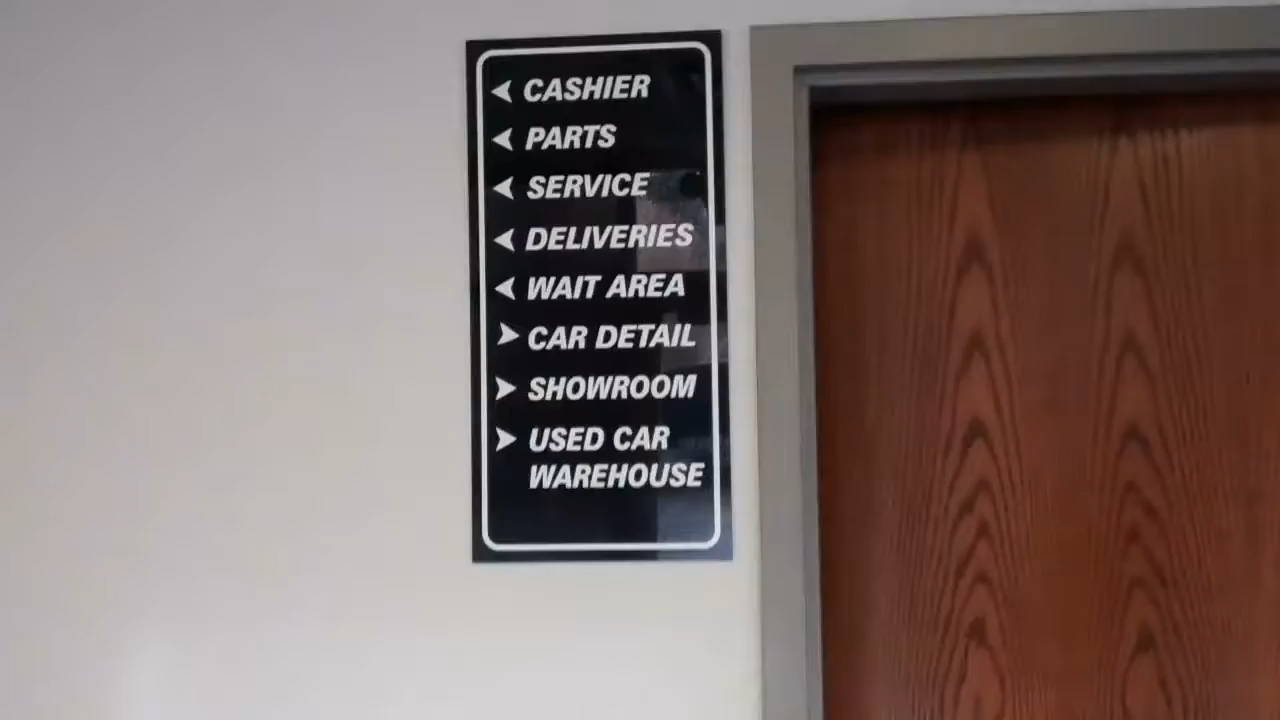 CASHIER
PARTS
SERVICE
DELIVERIES
WAIT AREA
CAR DETAIL
SHOWROOM
USED CAR
WAREHOUSE